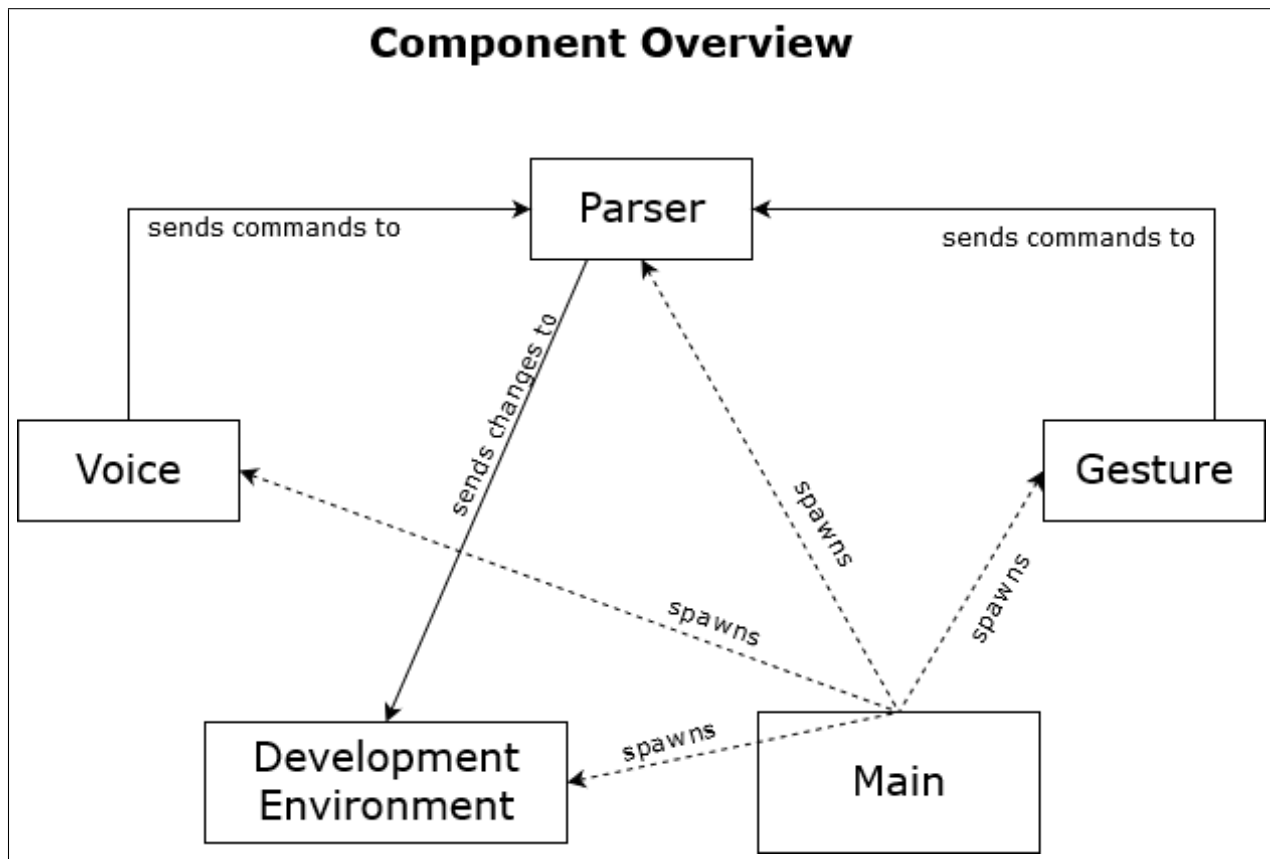 Component Overview
Parser
sends commands to
sends commands to
sends changes to
Voice
Gesture
spawns
spawns
spawns
spawns
Development
Environment
Main